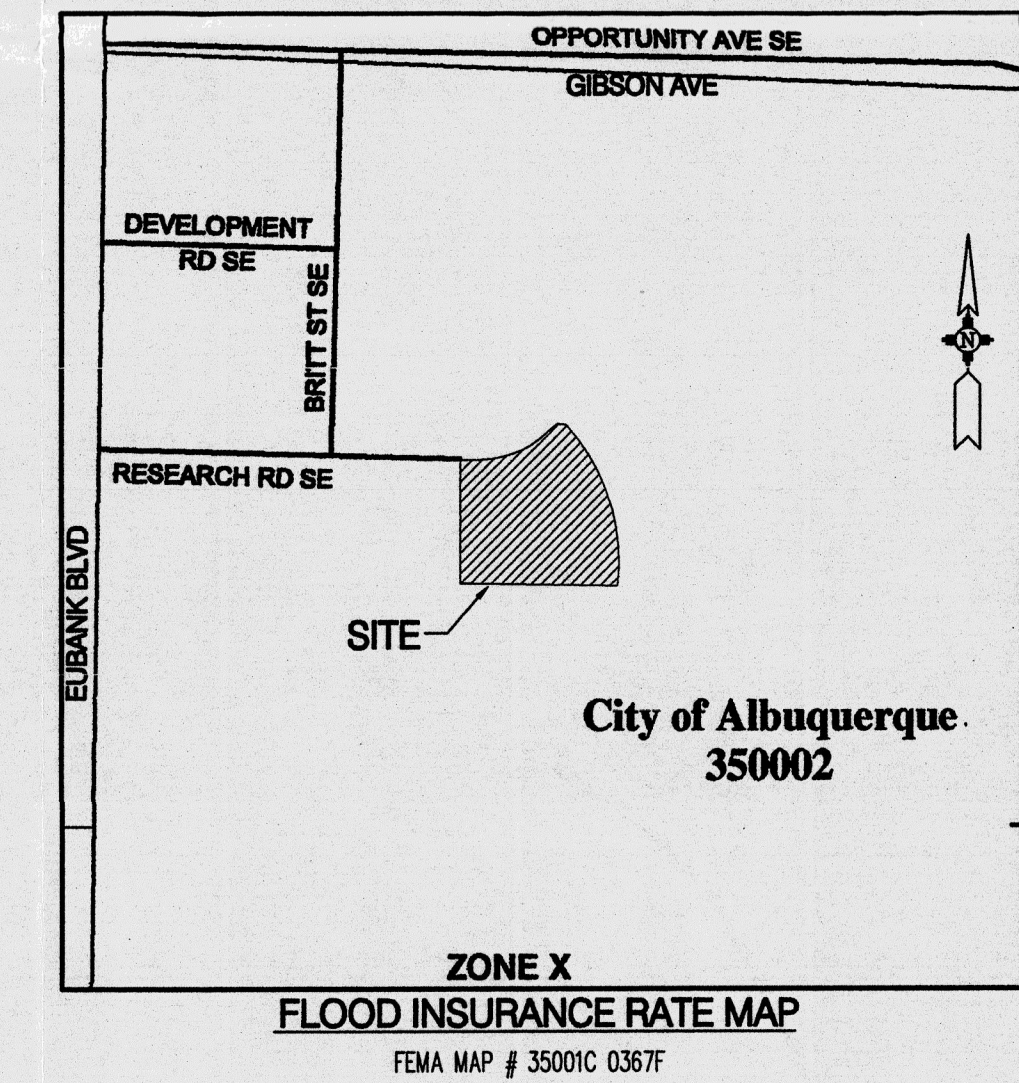 OPPORTUNITY AVE SE
GIBSON AVE
DEVELOPMENT
RD SE
BRITT ST SE
N
RESEARCH RD SE
EUBANK BLVD
SITE
City of Albuquerque
350002
ZONE X
FLOOD INSURANCE RATE MAP
FEMA MAP # 35001C 0367F